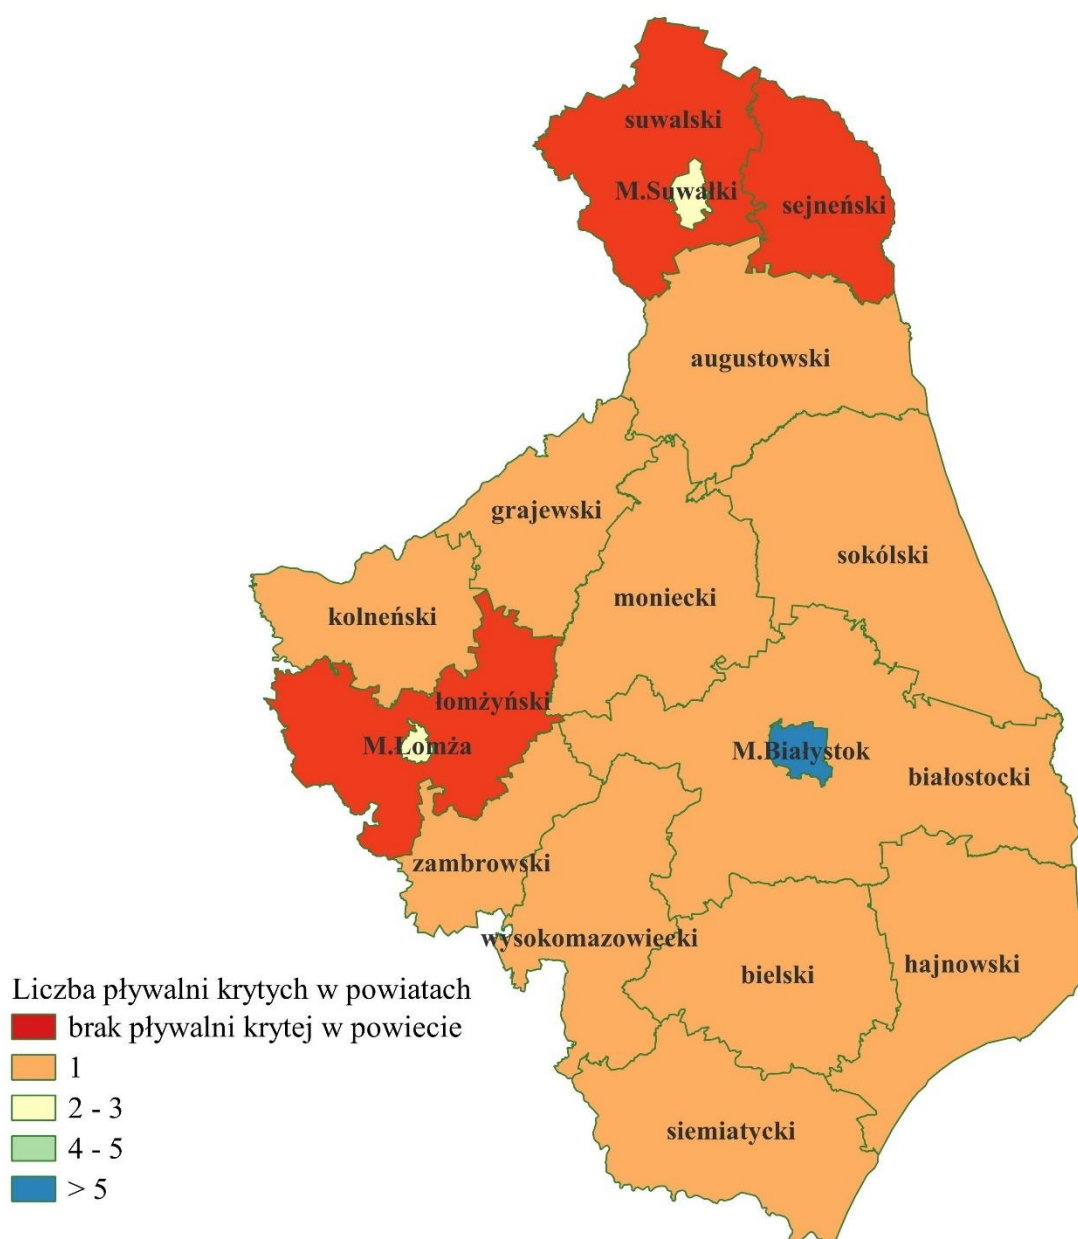 suwalski
M.Suwałki
sejneński
augustowski
grajewski
sokólski
moniecki
kolneński
łomżyński
M.Łomża
M.Białystok
białostocki
zambrowski
wysokomazowiecki
bielski
hajnowski
siemiatycki
Liczba pływalni krytych w powiatach
brak pływalni krytej w powiecie
1
2 - 3
4 - 5
> 5